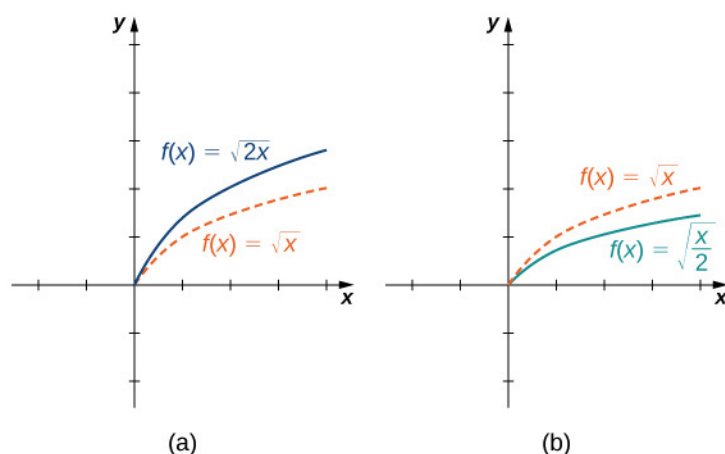 y
f(x) = √2x
f(x) = √x
x
(a)
y
f(x) = √x
f(x) = √x/2
x
(b)